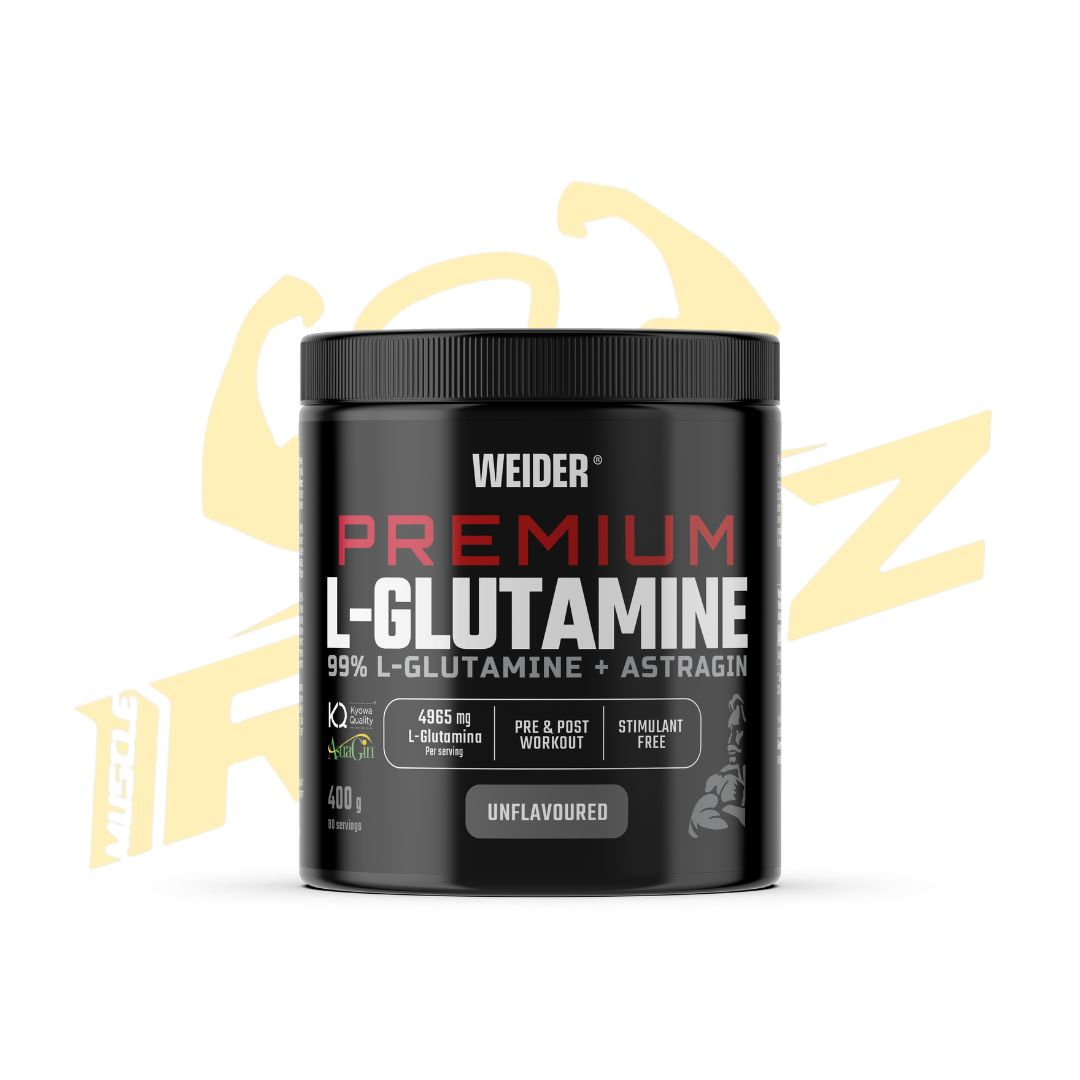 WEIDER®
PREMIUM
L-GLUTAMINE
99% L-GLUTAMINE + ASTRAGIN
KQ Kyowa Quality®
AstraGin
4965 mg
L-Glutamina
Per serving
PRE & POST
WORKOUT
STIMULANT
FREE
400 g
80 servings
UNFLAVOURED
MUSCLE